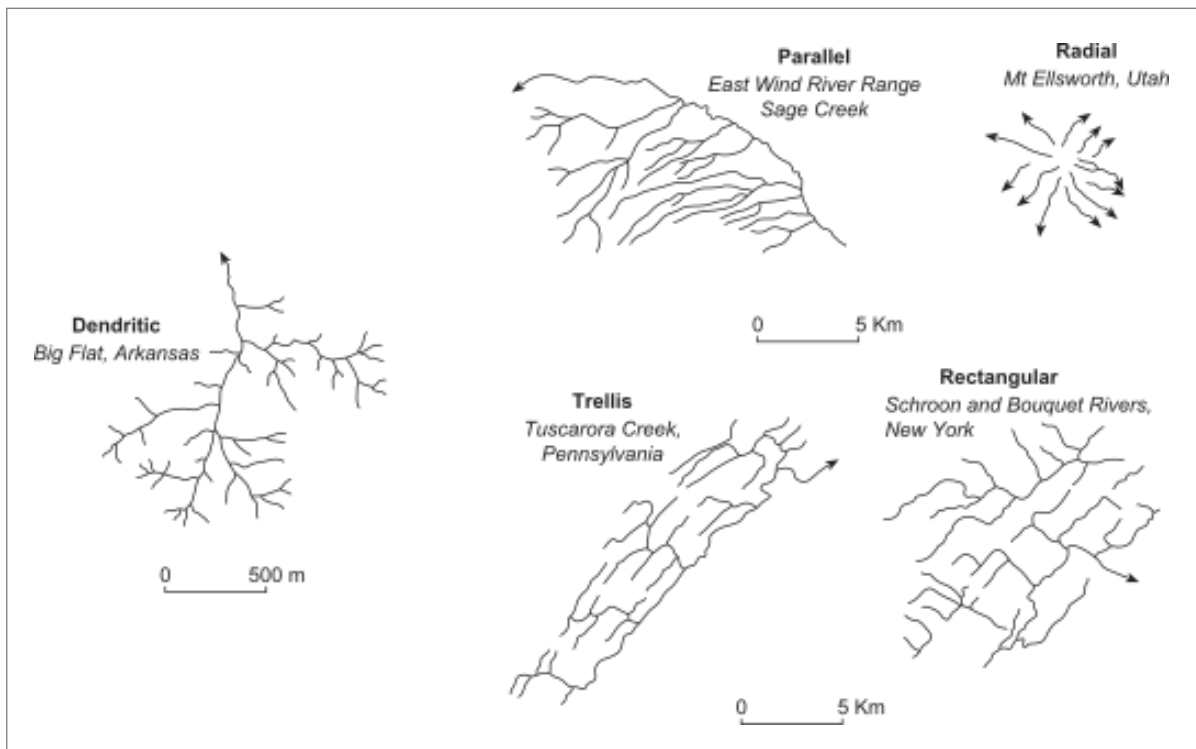 Parallel
East Wind River Range
Sage Creek
Radial
Mt Ellsworth, Utah
0 5 Km
Dendritic
Big Flat, Arkansas
0 500 m
Trellis
Tuscarora Creek,
Pennsylvania
Rectangular
Schroon and Bouquet Rivers,
New York
0 5 Km